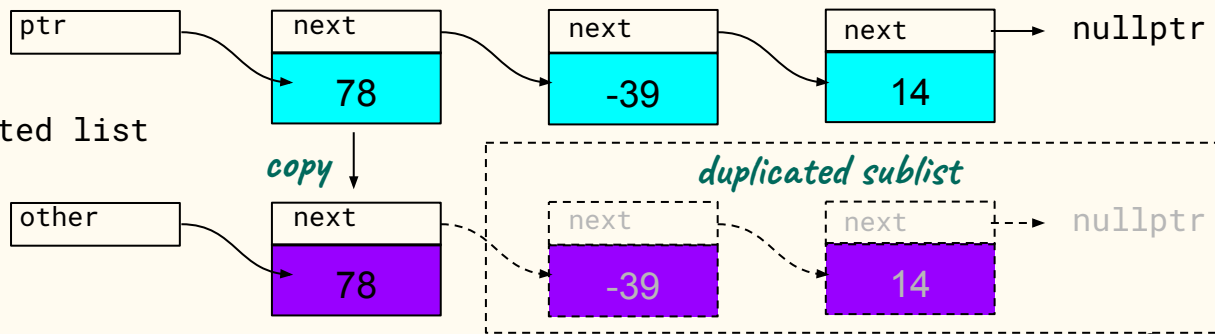 ptr next next next nullptr
78 -39 14
ted list
copy duplicated sublist
other next next next nullptr
78 -39 14